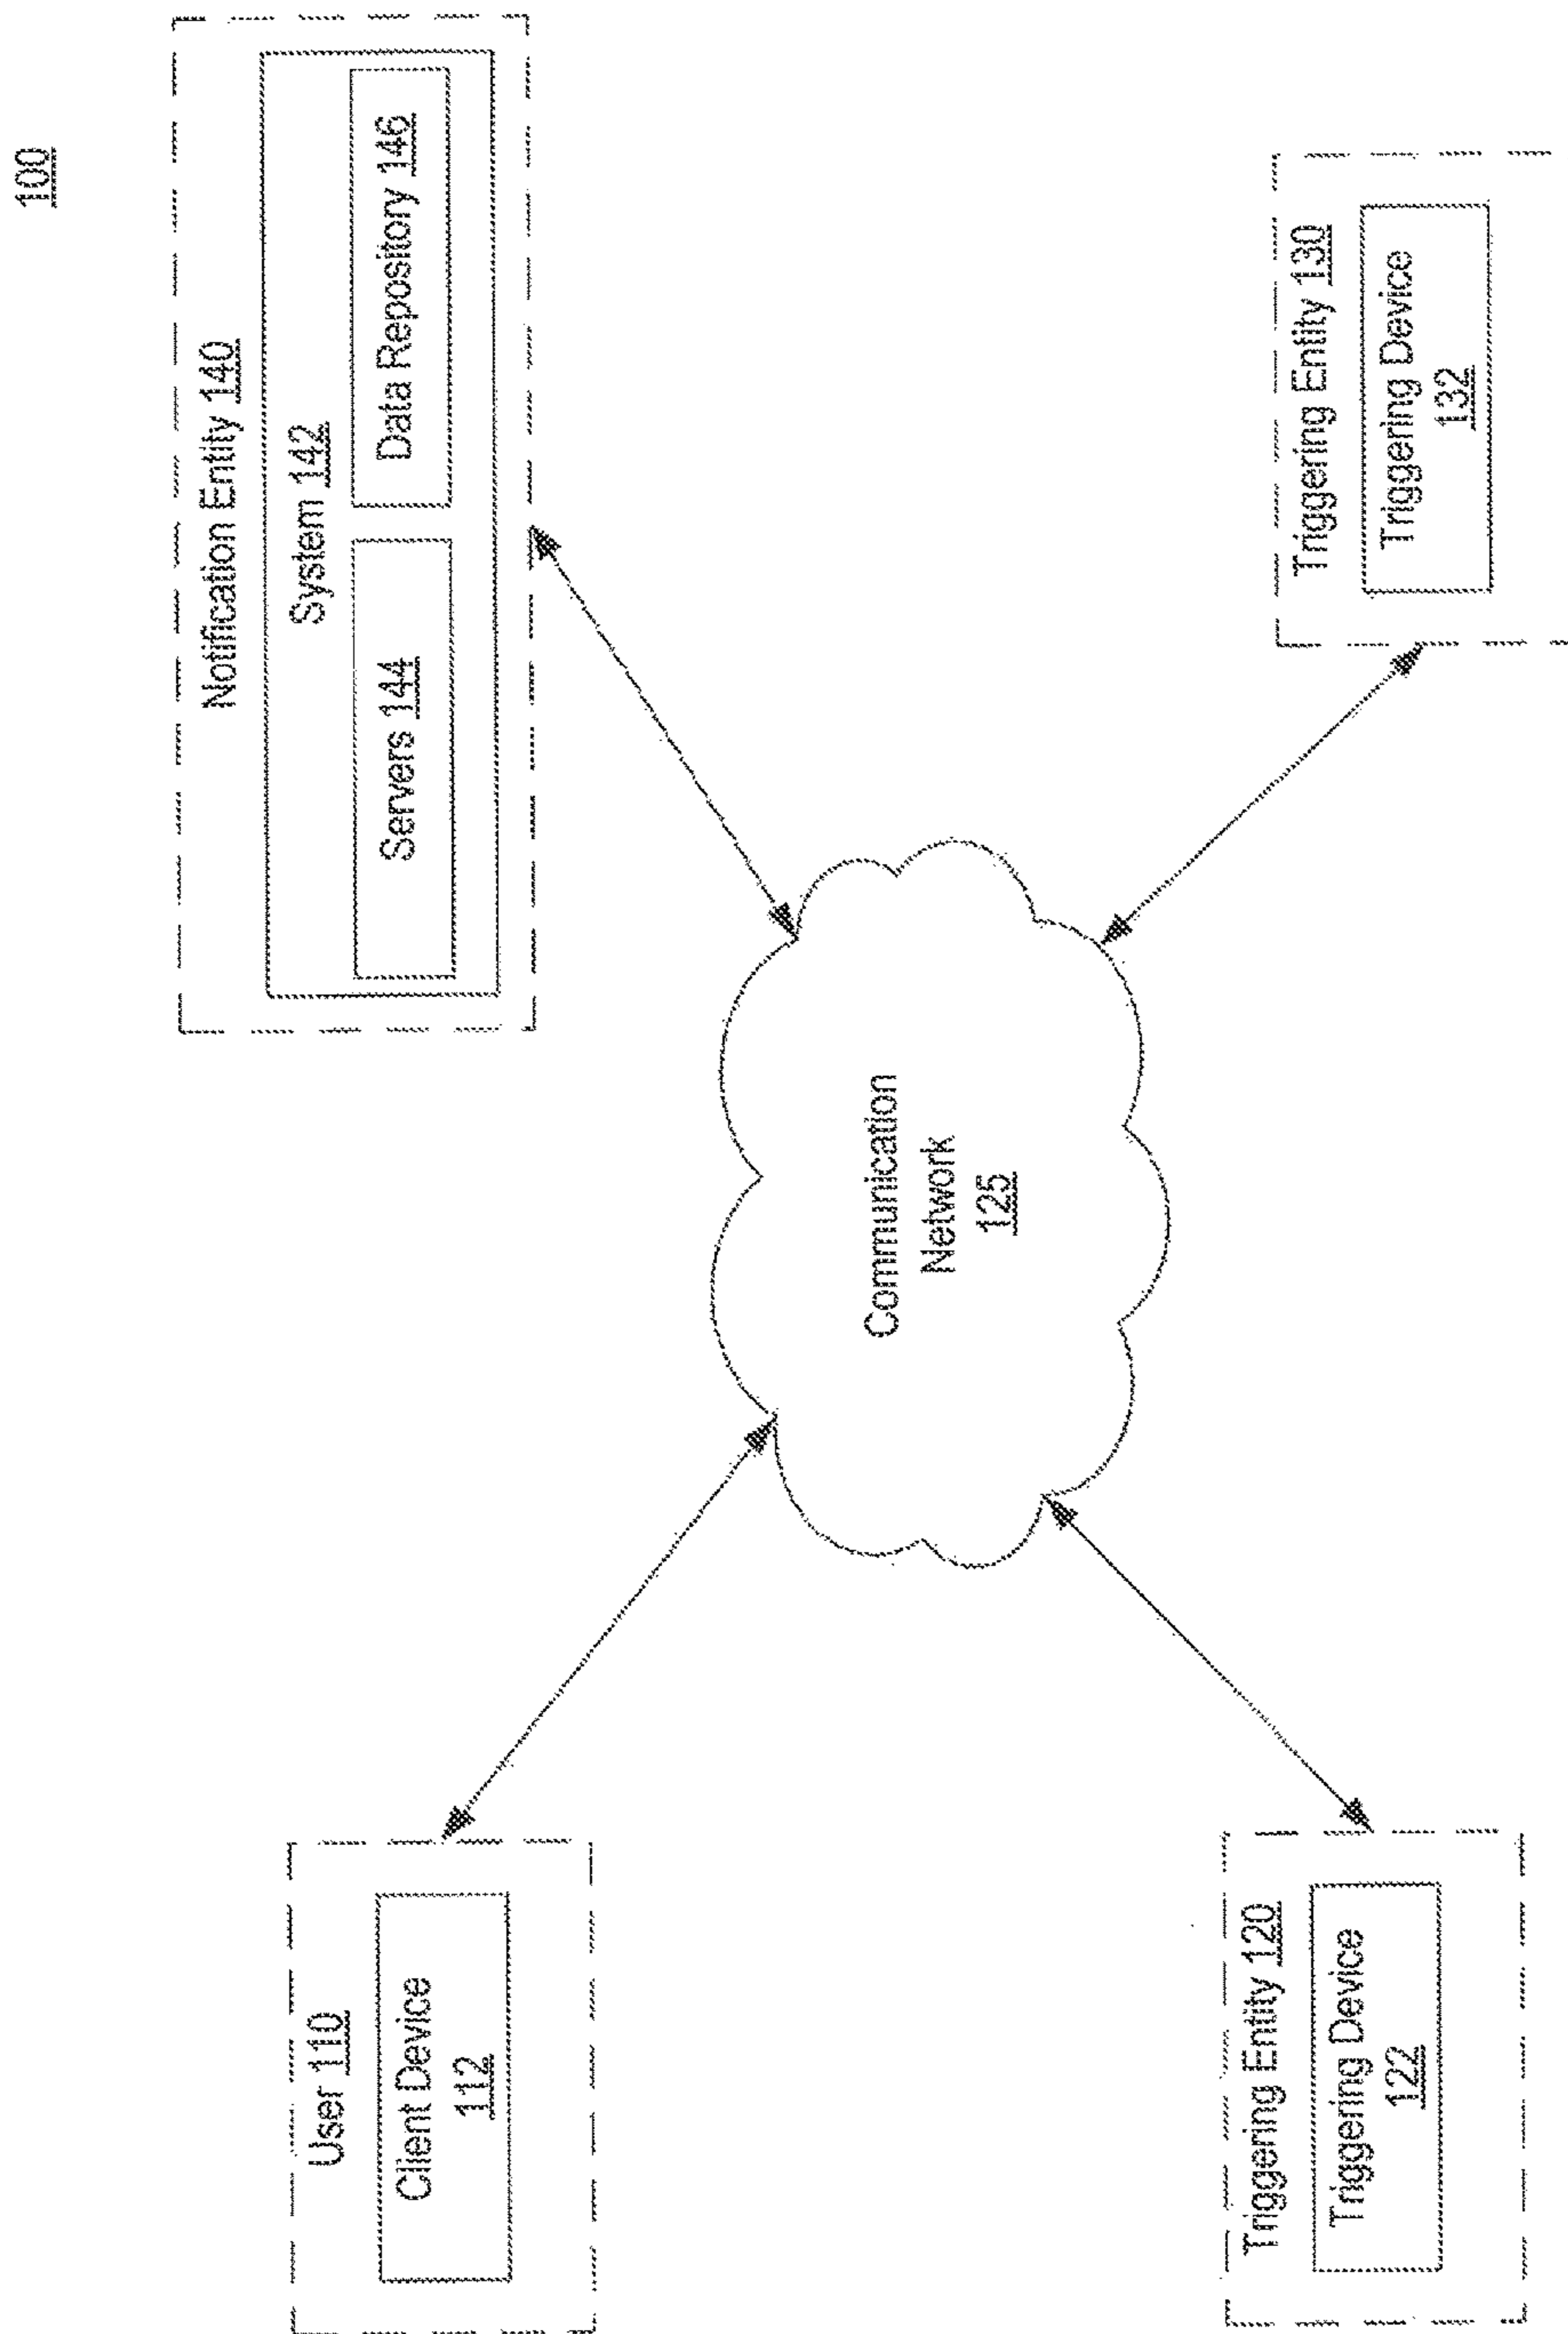 100
User 110
Client Device
112
Notification Entity 140
System 142
Servers 144
Data Repository 146
Communication
Network
125
Triggering Entity 120
Triggering Device
122
Triggering Entity 130
Triggering Device
132